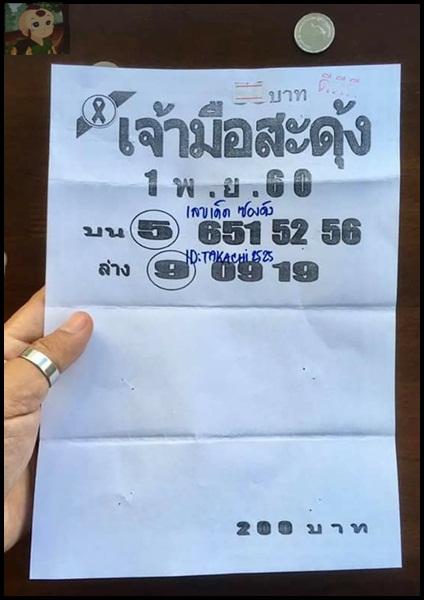 บาท
ดี...
เจ้ามือสะดุ้ง
1 พ.ย.60
เลขเด็ด ซองดัง
บน 5 651 52 56
ID:TAKACHI2525
ล่าง 9 09 19
200 บาท